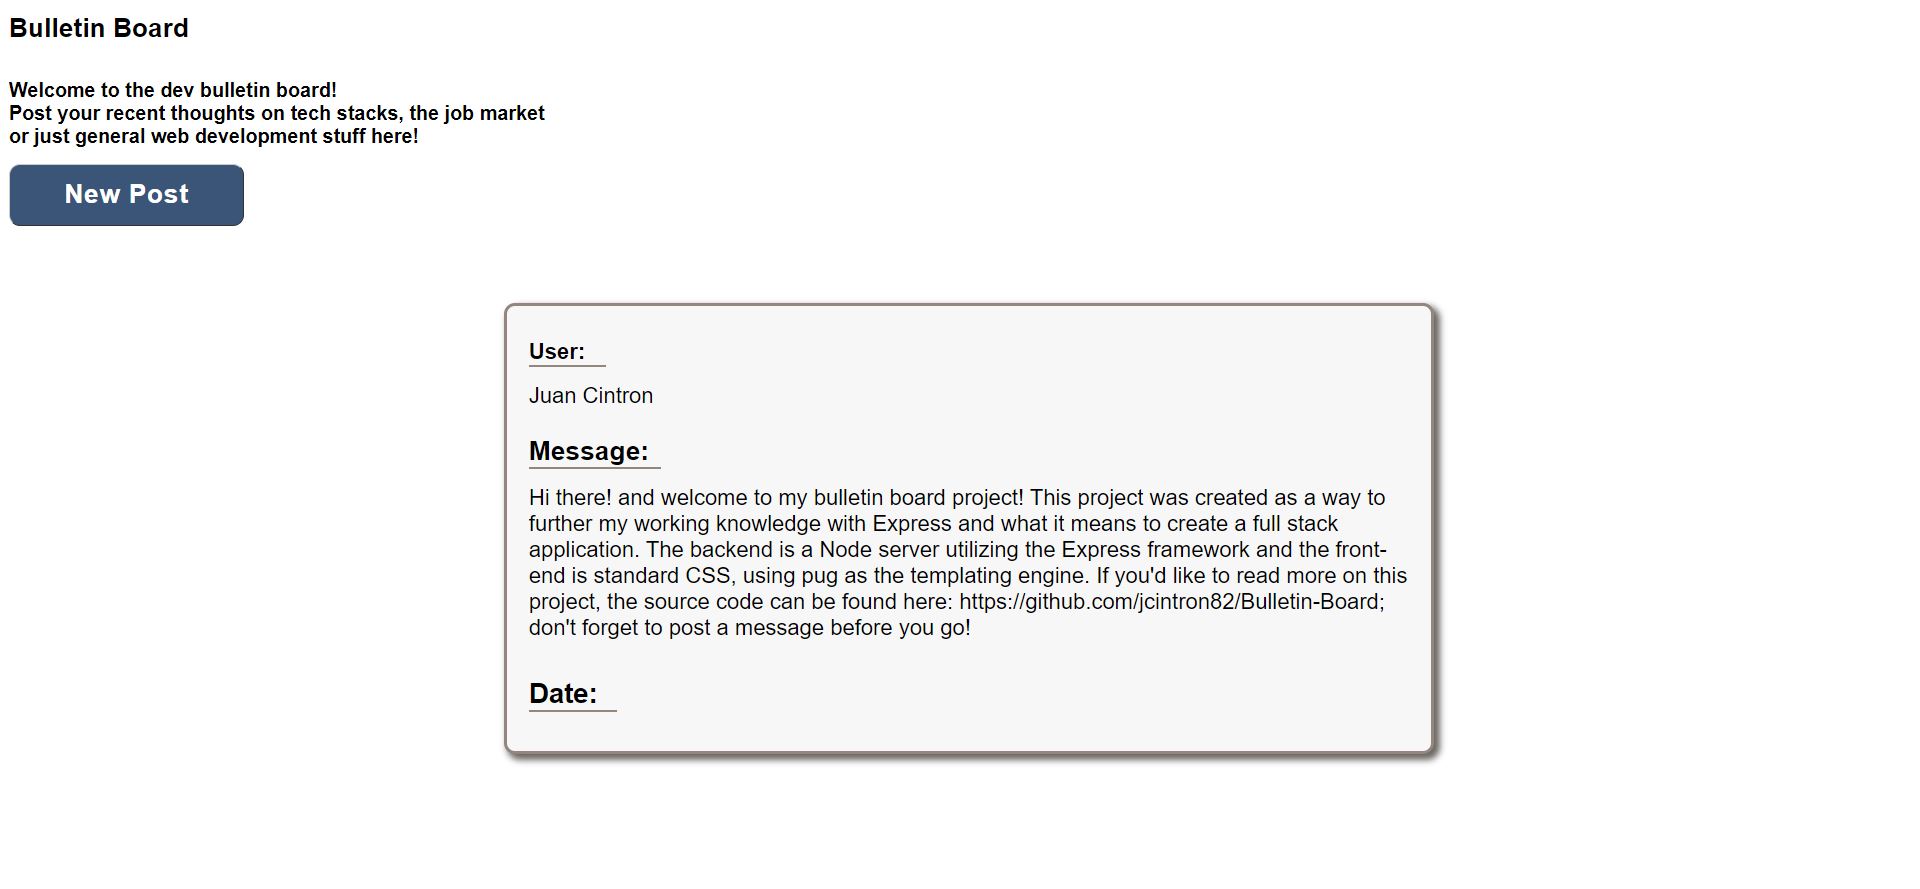 Bulletin Board
Welcome to the dev bulletin board!
Post your recent thoughts on tech stacks, the job market
or just general web development stuff here!
New Post
User:
Juan Cintron
Message:
Hi there! and welcome to my bulletin board project! This project was created as a way to
further my working knowledge with Express and what it means to create a full stack
application. The backend is a Node server utilizing the Express framework and the front-
end is standard CSS, using pug as the templating engine. If you'd like to read more on this
project, the source code can be found here: https://github.com/jcintron82/Bulletin-Board;
don't forget to post a message before you go!
Date: